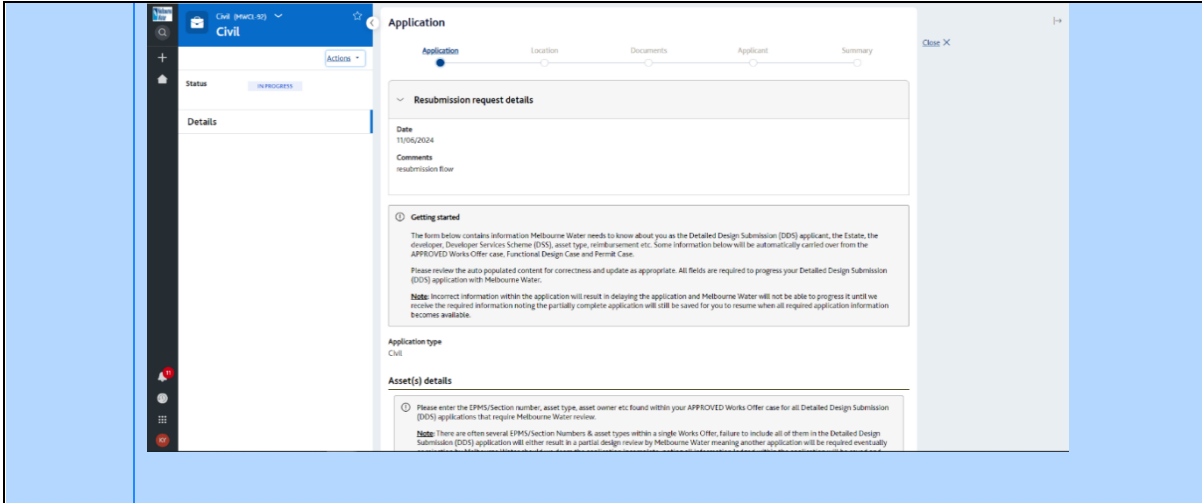 Civil (MWCL-52)
Civil
Actions
Status
IN PROGRESS
Details
Application
Application
Location
Documents
Applicant
Summary
Close X
Resubmission request details
Date
11/06/2024
Comments
resubmission flow
Getting started
The form below contains information Melbourne Water needs to know about you as the Detailed Design Submission (DDS) applicant, the Estate, the
developer, Developer Services Scheme (DSS), asset type, reimbursement etc. Some information below will be automatically carried over from the
APPROVED Works Offer case, Functional Design Case and Permit Case.
Please review the auto populated content for correctness and update as appropriate. All fields are required to progress your Detailed Design Submission
(DDS) application with Melbourne Water.
Note: Incorrect information within the application will result in delaying the application and Melbourne Water will not be able to progress it until we
receive the required information noting the partially complete application will still be saved for you to resume when all required application information
becomes available.
Application type
Civil
Asset(s) details
Please enter the EPMS/Section number, asset type, asset owner etc found within your APPROVED Works Offer case for all Detailed Design Submission
(DDS) applications that require Melbourne Water review.
Note: There are often several EPMS/Section Numbers & asset types within a single Works Offer, failure to include all of them in the Detailed Design
Submission (DDS) application will either result in a partial design review by Melbourne Water meaning another application will be required eventually
11
KY